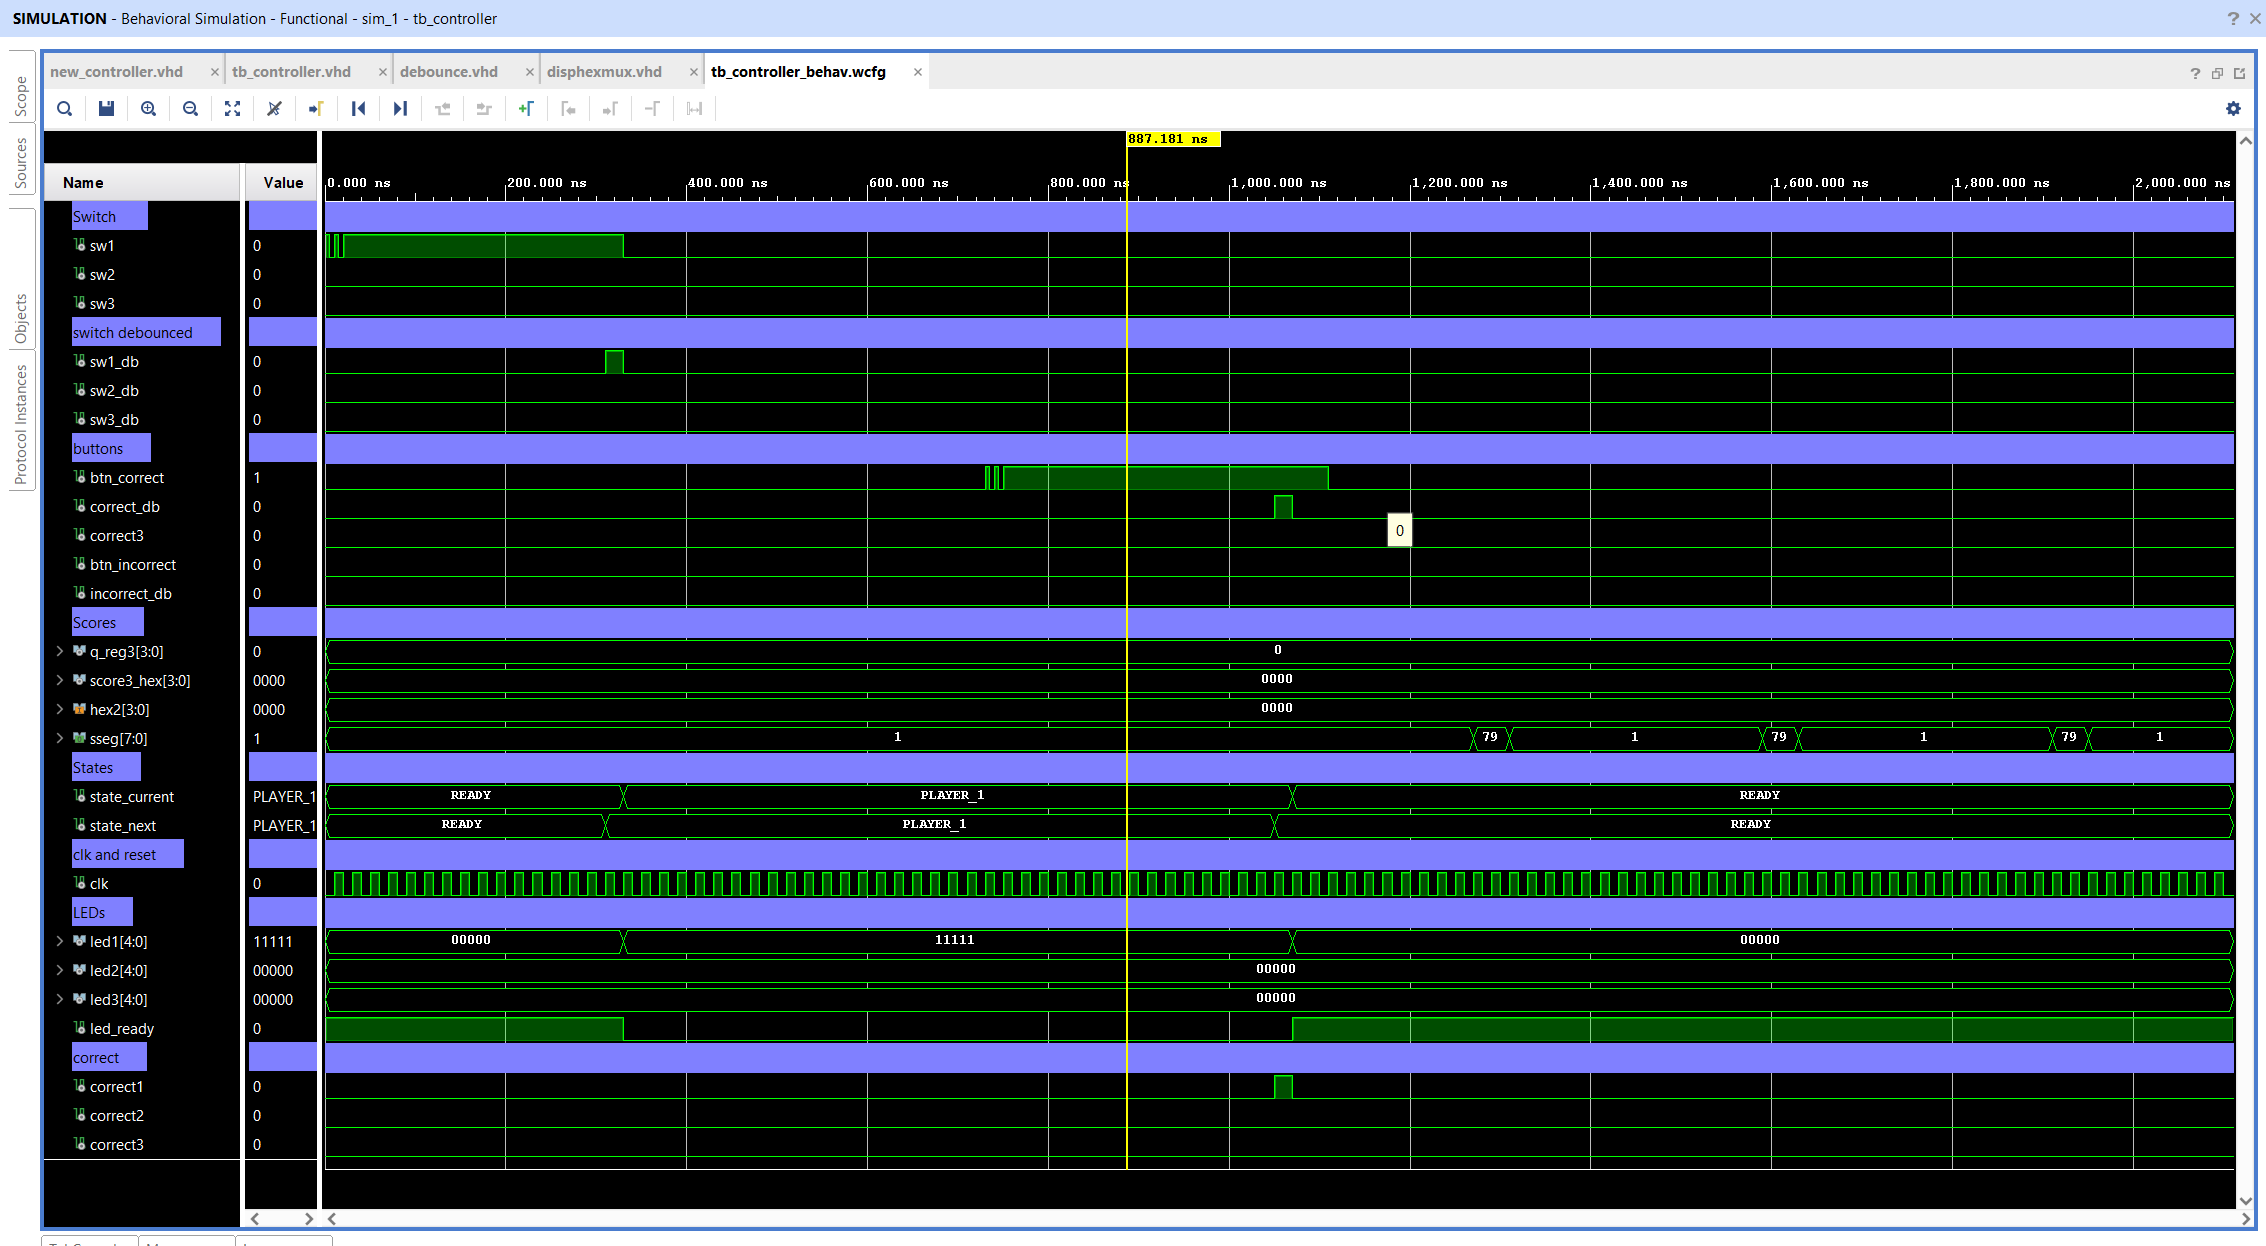 SIMULATION - Behavioral Simulation - Functional - sim_1 - tb_controller
new_controller.vhd
tb_controller.vhd
debounce.vhd
disphexmux.vhd
tb_controller_behav.wcfg
Scope
Sources
Objects
Protocol Instances
887.181 ns
Name Value
0.000 ns 200.000 ns 400.000 ns 600.000 ns 800.000 ns 1,000.000 ns 1,200.000 ns 1,400.000 ns 1,600.000 ns 1,800.000 ns 2,000.000 ns
Switch
sw1 0
sw2 0
sw3 0
switch debounced
sw1_db 0
sw2_db 0
sw3_db 0
buttons
btn_correct 1
correct_db 0
correct3 0
0
btn_incorrect 0
incorrect_db 0
Scores
q_reg3[3:0] 0 0
score3_hex[3:0] 0000 0000
hex2[3:0] 0000 0000
sseg[7:0] 1 1 79 1 79 1 79 1
States
state_current PLAYER_1 READY PLAYER_1 READY
state_next PLAYER_1 READY PLAYER_1 READY
clk and reset
clk 0
LEDs
led1[4:0] 11111 00000 11111 00000
led2[4:0] 00000 00000
led3[4:0] 00000 00000
led_ready 0
correct
correct1 0
correct2 0
correct3 0